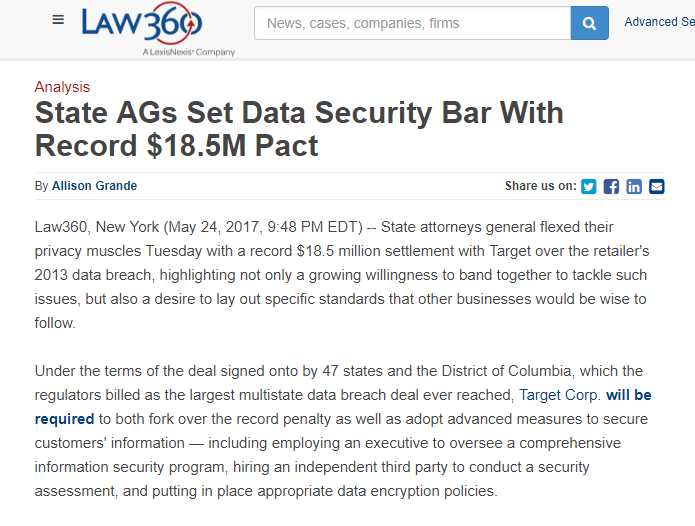 LAW360
A LexisNexis® Company
News, cases, companies, firms
Advanced Se
Analysis
State AGs Set Data Security Bar With
Record $18.5M Pact
By Allison Grande
Share us on:
Law360, New York (May 24, 2017, 9:48 PM EDT) -- State attorneys general flexed their
privacy muscles Tuesday with a record $18.5 million settlement with Target over the retailer's
2013 data breach, highlighting not only a growing willingness to band together to tackle such
issues, but also a desire to lay out specific standards that other businesses would be wise to
follow.
Under the terms of the deal signed onto by 47 states and the District of Columbia, which the
regulators billed as the largest multistate data breach deal ever reached, Target Corp. will be
required to both fork over the record penalty as well as adopt advanced measures to secure
customers' information — including employing an executive to oversee a comprehensive
information security program, hiring an independent third party to conduct a security
assessment, and putting in place appropriate data encryption policies.